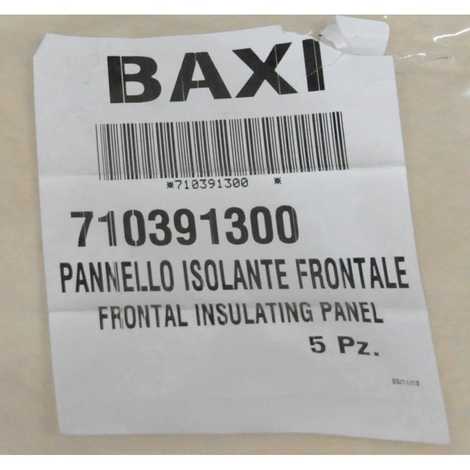 BAXI
*710391300 *
710391300
PANNELLO ISOLANTE FRONTALE
FRONTAL INSULATING PANEL
5 Pz.